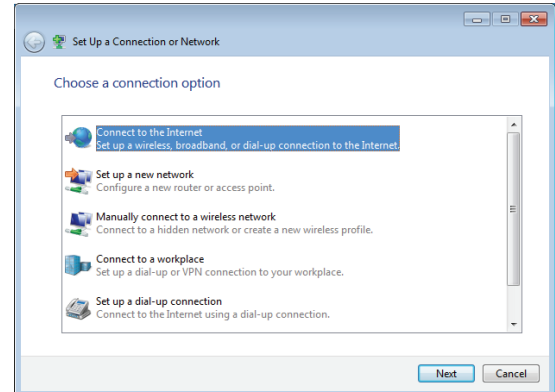 Set Up a Connection or Network
Choose a connection option
Connect to the Internet
Set up a wireless, broadband, or dial-up connection to the Internet.
Set up a new network
Configure a new router or access point.
Manually connect to a wireless network
Connect to a hidden network or create a new wireless profile.
Connect to a workplace
Set up a dial-up or VPN connection to your workplace.
Set up a dial-up connection
Connect to the Internet using a dial-up connection.
Next Cancel